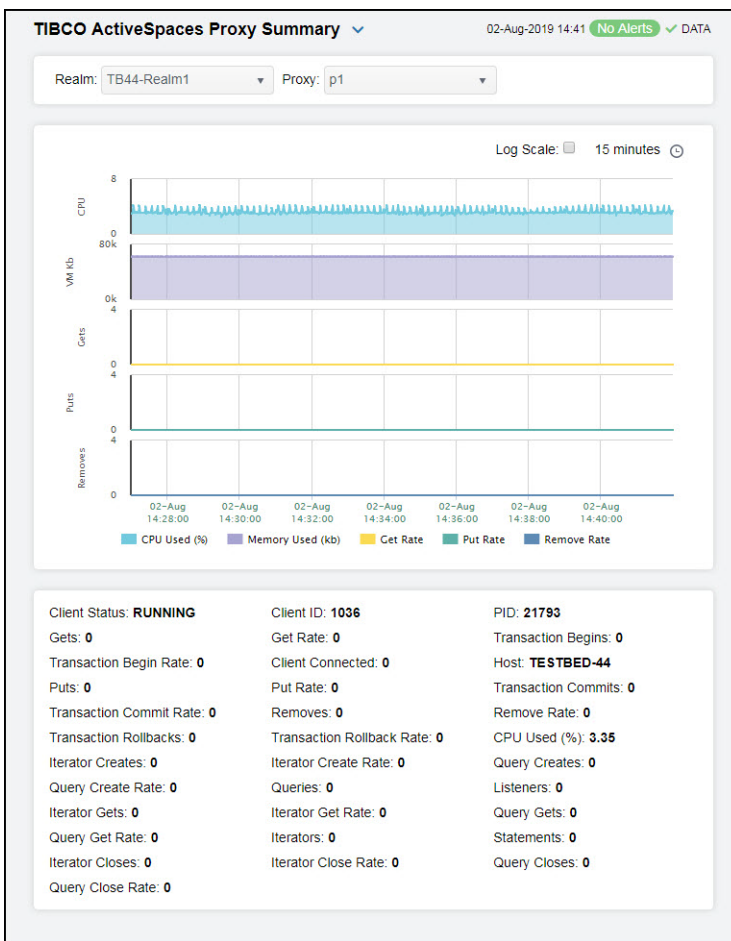 TIBCO ActiveSpaces Proxy Summary 02-Aug-2019 14:41 No Alerts DATA
Realm: TB44-Realm1 Proxy: p1
Log Scale: 15 minutes
8
CPU
0
80k
VM Kb
0k
4
Gets
0
4
Puts
0
4
Removes
0
02-Aug 02-Aug 02-Aug 02-Aug 02-Aug 02-Aug 02-Aug
14:28:00 14:30:00 14:32:00 14:34:00 14:36:00 14:38:00 14:40:00
CPU Used (%) Memory Used (kb) Get Rate Put Rate Remove Rate
Client Status: RUNNING Client ID: 1036 PID: 21793
Gets: 0 Get Rate: 0 Transaction Begins: 0
Transaction Begin Rate: 0 Client Connected: 0 Host: TESTBED-44
Puts: 0 Put Rate: 0 Transaction Commits: 0
Transaction Commit Rate: 0 Removes: 0 Remove Rate: 0
Transaction Rollbacks: 0 Transaction Rollback Rate: 0 CPU Used (%): 3.35
Iterator Creates: 0 Iterator Create Rate: 0 Query Creates: 0
Query Create Rate: 0 Queries: 0 Listeners: 0
Iterator Gets: 0 Iterator Get Rate: 0 Query Gets: 0
Query Get Rate: 0 Iterators: 0 Statements: 0
Iterator Closes: 0 Iterator Close Rate: 0 Query Closes: 0
Query Close Rate: 0